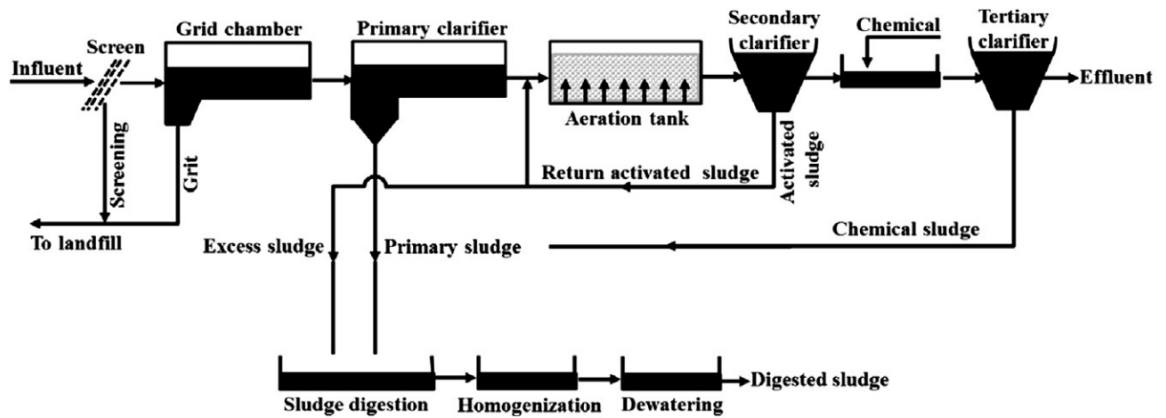 Influent
Screen
Grid chamber
Primary clarifier
Aeration tank
Secondary
clarifier
Chemical
Tertiary
clarifier
Effluent
Screening
Grit
To landfill
Return activated sludge
Activated
sludge
Excess sludge
Primary sludge
Chemical sludge
Sludge digestion
Homogenization
Dewatering
Digested sludge